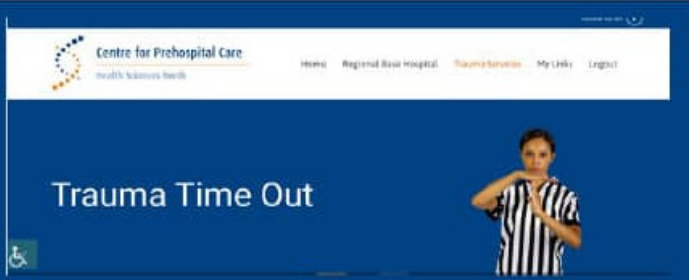 Centre for Prehospital Care
Health Sciences North
Home Regional Base Hospital Trauma Services My Links Logout
Trauma Time Out